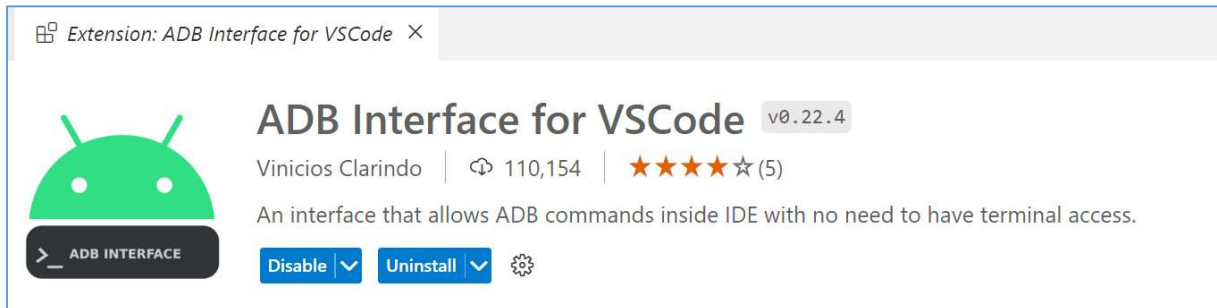 Extension: ADB Interface for VSCode
ADB Interface for VSCode v0.22.4
Vinicios Clarindo 110,154 (5)
An interface that allows ADB commands inside IDE with no need to have terminal access.
>_ ADB INTERFACE
Disable Uninstall